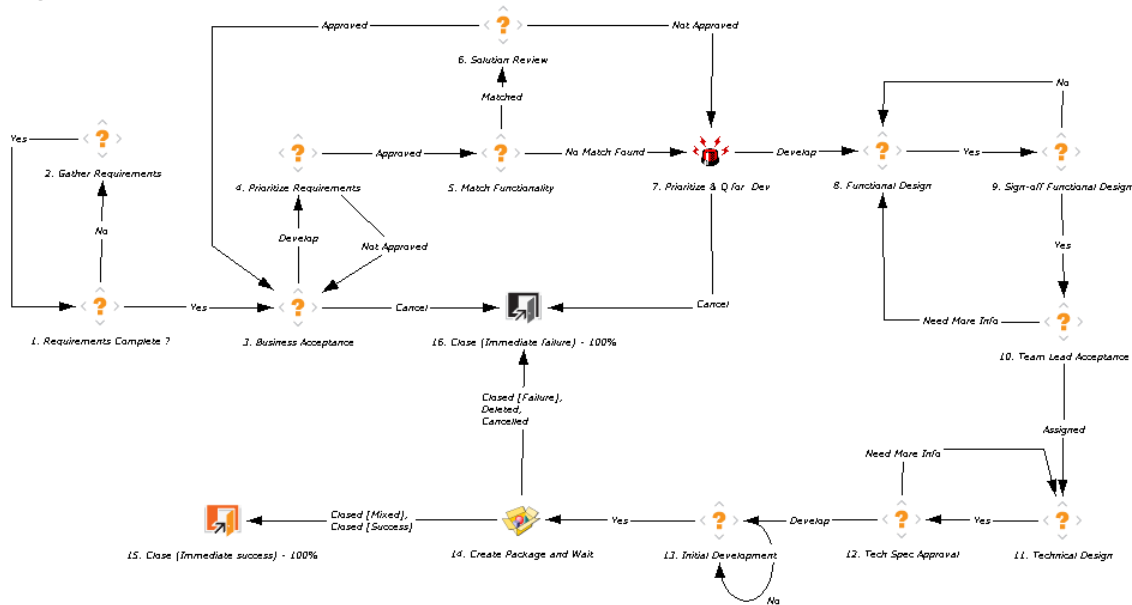 Approved
Not Approved
6. Solution Review
No
Matched
Yes
Approved
No Match Found
Develop
Yes
2. Gather Requirements
4. Prioritize Requirements
5. Match Functionality
7. Prioritize & Q for Dev
8. Functional Design
9. Sign-off Functional Design
No
Develop
Not Approved
Yes
Yes
Cancel
Cancel
Need More Info
1. Requirements Complete ?
3. Business Acceptance
16. Close (Immediate failure) - 100%
10. Team Lead Acceptance
Closed [Failure],
Deleted,
Cancelled
Assigned
Need More Info
Closed [Mixed],
Closed [Success]
Yes
Develop
Yes
15. Close (Immediate success) - 100%
14. Create Package and Wait
13. Initial Development
12. Tech Spec Approval
11. Technical Design
No